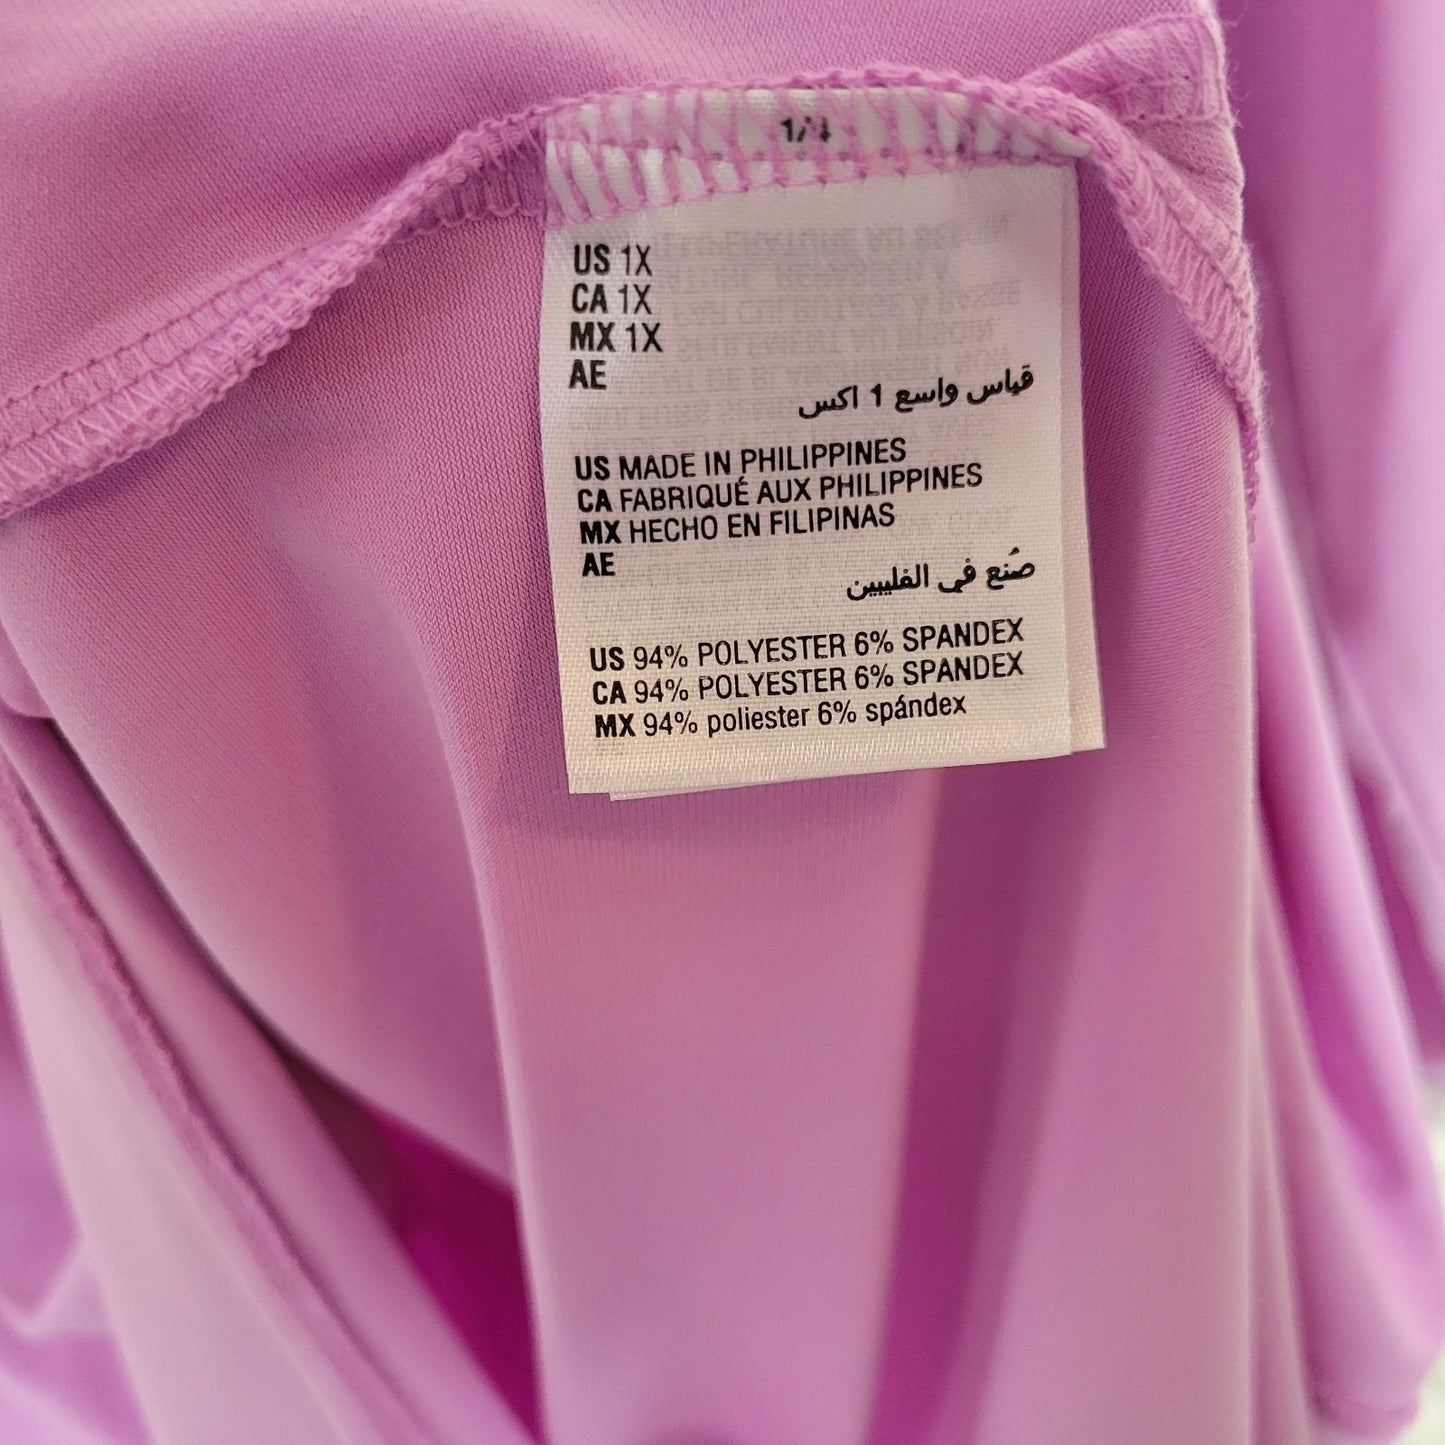 1/4
US 1X
CA 1X
MX 1X
AE
قياس واسع 1 اكس
US MADE IN PHILIPPINES
CA FABRIQUÉ AUX PHILIPPINES
MX HECHO EN FILIPINAS
AE
صُنع في الفليبين
US 94% POLYESTER 6% SPANDEX
CA 94% POLYESTER 6% SPANDEX
MX 94% poliester 6% spándex